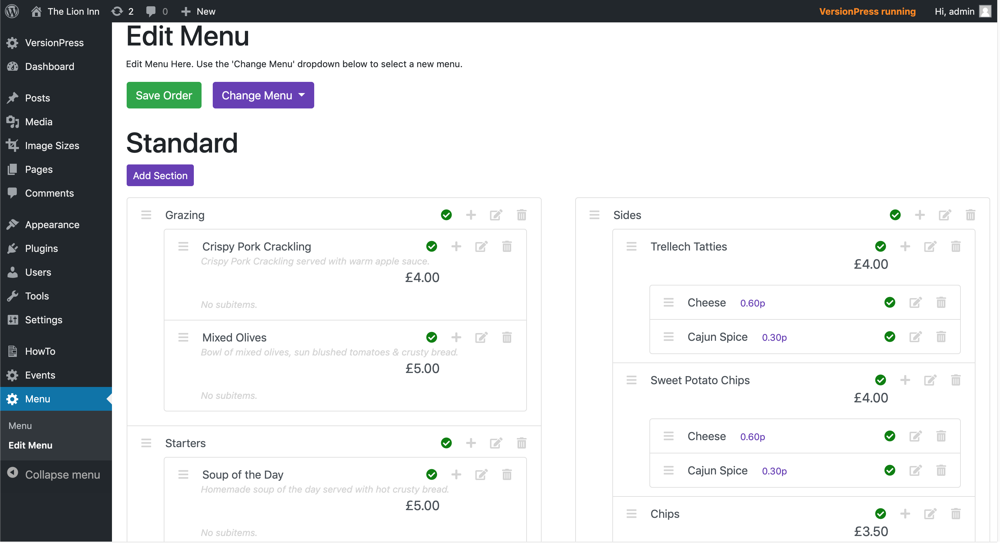 The Lion Inn 2 0 New VersionPress running Hi, admin
VersionPress
Dashboard
Posts
Media
Image Sizes
Pages
Comments
Appearance
Plugins
Users
Tools
Settings
HowTo
Events
Menu
Menu
Edit Menu
Collapse menu
Edit Menu
Edit Menu Here. Use the 'Change Menu' dropdown below to select a new menu.
Save Order Change Menu
Standard
Add Section
Grazing
Crispy Pork Crackling
Crispy Pork Crackling served with warm apple sauce.
£4.00
No subitems.
Mixed Olives
Bowl of mixed olives, sun blushed tomatoes & crusty bread.
£5.00
No subitems.
Starters
Soup of the Day
Homemade soup of the day served with hot crusty bread.
£5.00
No subitems.
Sides
Trellech Tatties
£4.00
Cheese 0.60p
Cajun Spice 0.30p
Sweet Potato Chips
£4.00
Cheese 0.60p
Cajun Spice 0.30p
Chips
£3.50